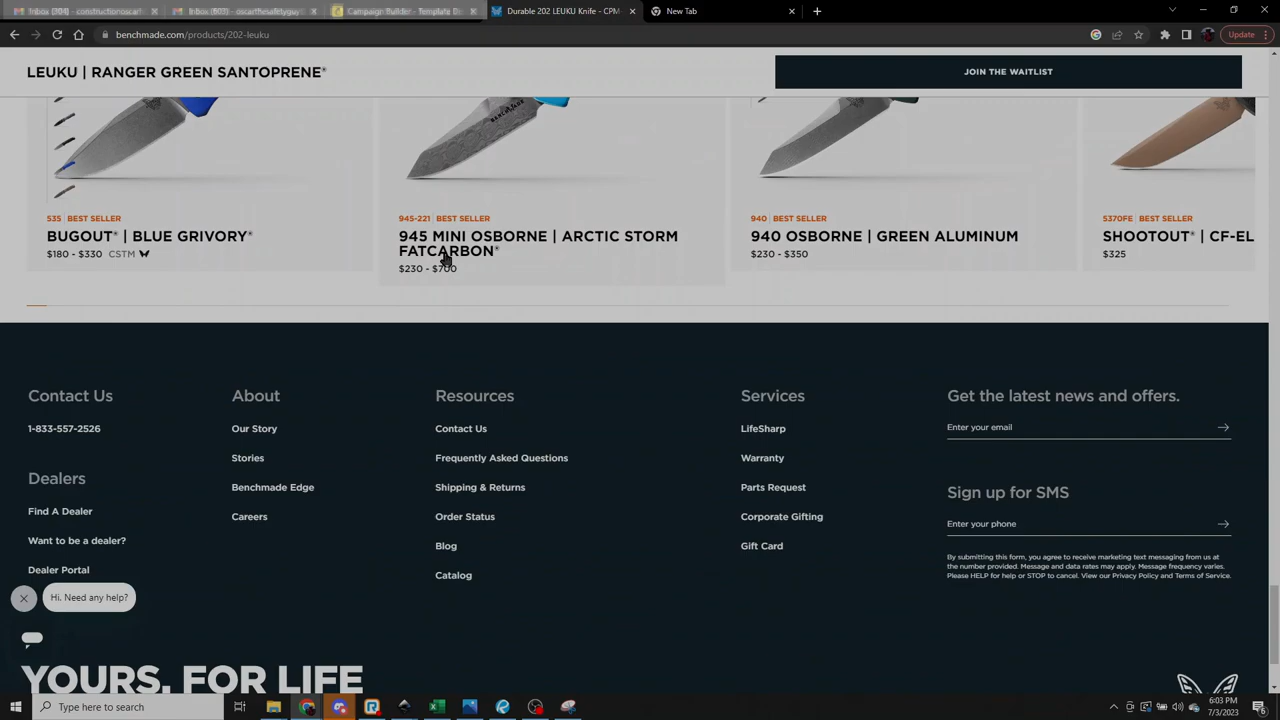 Inbox (304) - constructionoscar
Inbox (603) - oscarthesafetyguy
Campaign Builder - Template D
Durable 202 LEUKU Knife - CPM-
New Tab
benchmade.com/products/202-leuku
Update
LEUKU | RANGER GREEN SANTOPRENE®
JOIN THE WAITLIST
535 | BEST SELLER
BUGOUT® | BLUE GRIVORY®
$180 - $330 CSTM
945-221 | BEST SELLER
945 MINI OSBORNE | ARCTIC STORM
FATCARBON®
$230 - $700
940 | BEST SELLER
940 OSBORNE | GREEN ALUMINUM
$230 - $350
5370FE | BEST SELLER
SHOOTOUT® | CF-EL
$325
Contact Us
1-833-557-2526
Dealers
Find A Dealer
Want to be a dealer?
Dealer Portal
About
Our Story
Stories
Benchmade Edge
Careers
Resources
Contact Us
Frequently Asked Questions
Shipping & Returns
Order Status
Blog
Catalog
Services
LifeSharp
Warranty
Parts Request
Corporate Gifting
Gift Card
Get the latest news and offers.
Enter your email
Sign up for SMS
Enter your phone
By submitting this form, you agree to receive marketing text messaging from us at
the number provided. Message and data rates may apply. Message frequency varies.
Please HELP for help or STOP to cancel. View our Privacy Policy and Terms of Service.
Hi. Need any help?
YOURS. FOR LIFE
Type here to search
6:03 PM
7/3/2023